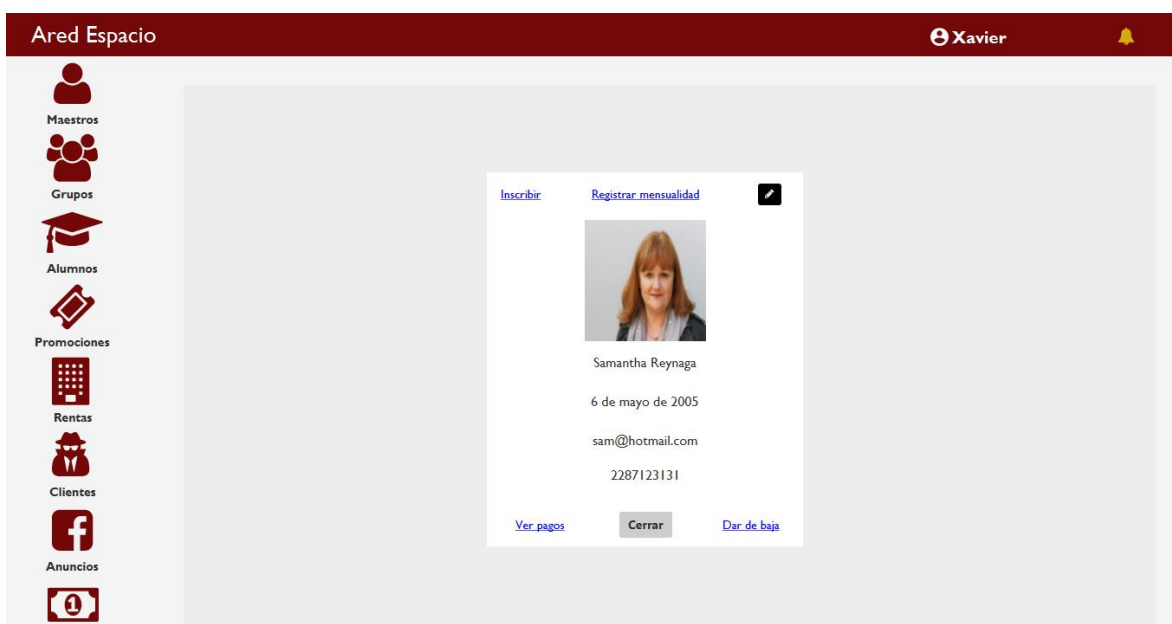 Ared Espacio
Xavier
Maestros
Grupos
Alumnos
Promociones
Rentas
Clientes
Anuncios
1
Inscribir Registrar mensualidad
Samantha Reynaga
6 de mayo de 2005
sam@hotmail.com
2287123131
Ver pagos Cerrar Dar de baja